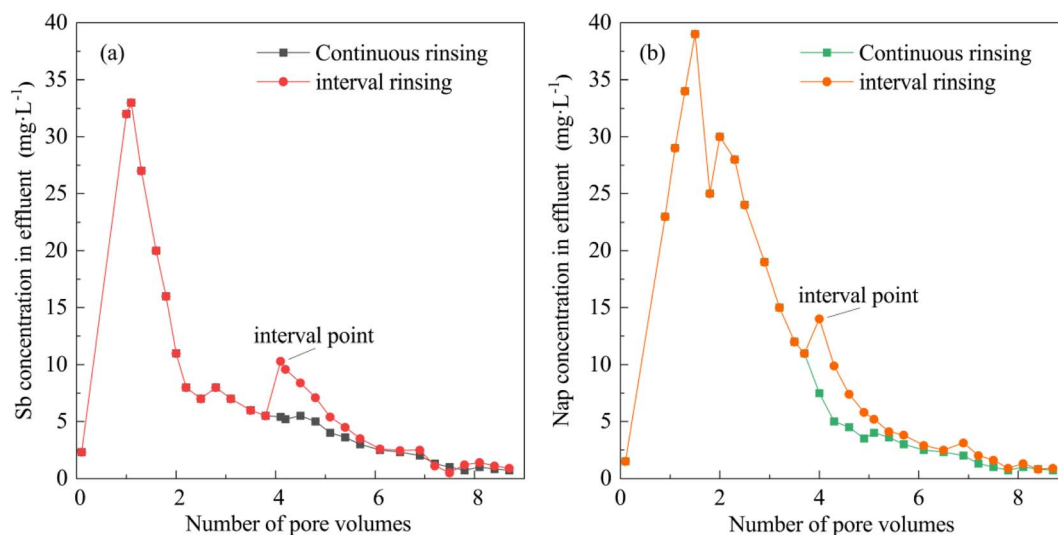 (a)
Continuous rinsing
interval rinsing
interval point
Sb concentration in effluent (mg·L⁻¹)
40
35
30
25
20
15
10
5
0
0 2 4 6 8
Number of pore volumes
(b)
Continuous rinsing
interval rinsing
interval point
Nap concentration in effluent (mg·L⁻¹)
40
35
30
25
20
15
10
5
0
0 2 4 6 8
Number of pore volumes